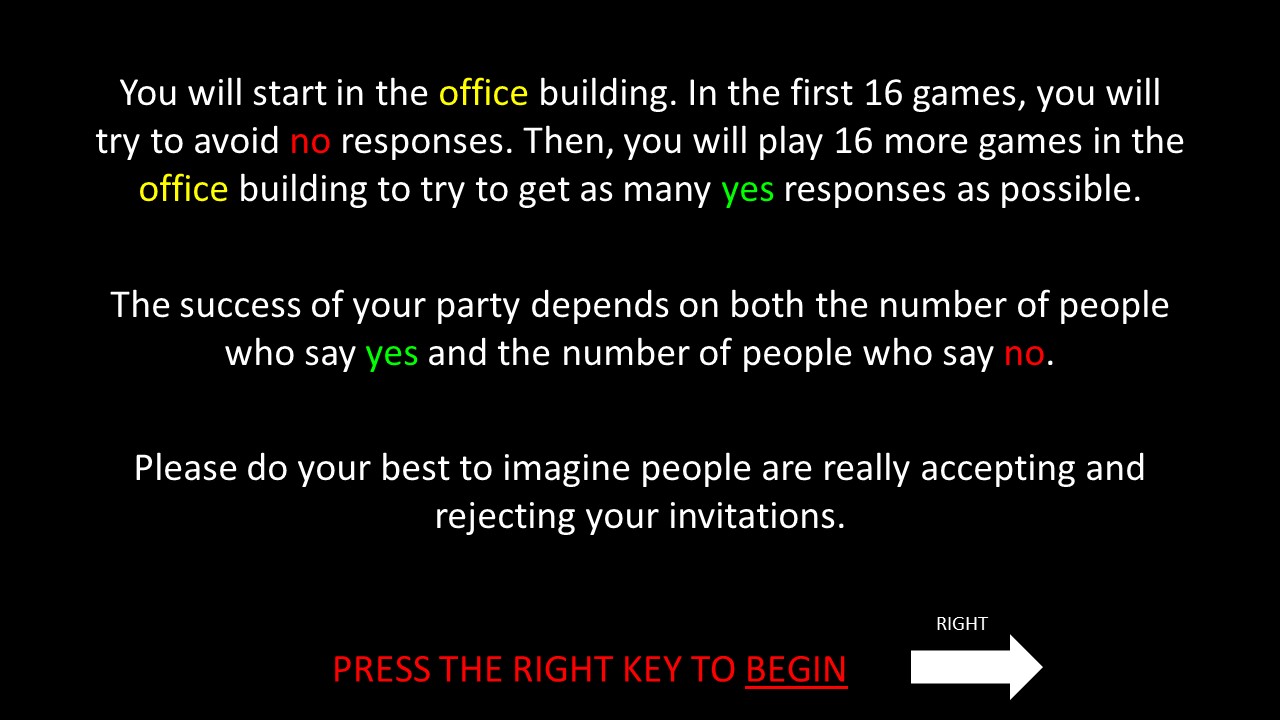 You will start in the office building. In the first 16 games, you will
try to avoid no responses. Then, you will play 16 more games in the
office building to try to get as many yes responses as possible.
The success of your party depends on both the number of people
who say yes and the number of people who say no.
Please do your best to imagine people are really accepting and
rejecting your invitations.
RIGHT
PRESS THE RIGHT KEY TO BEGIN